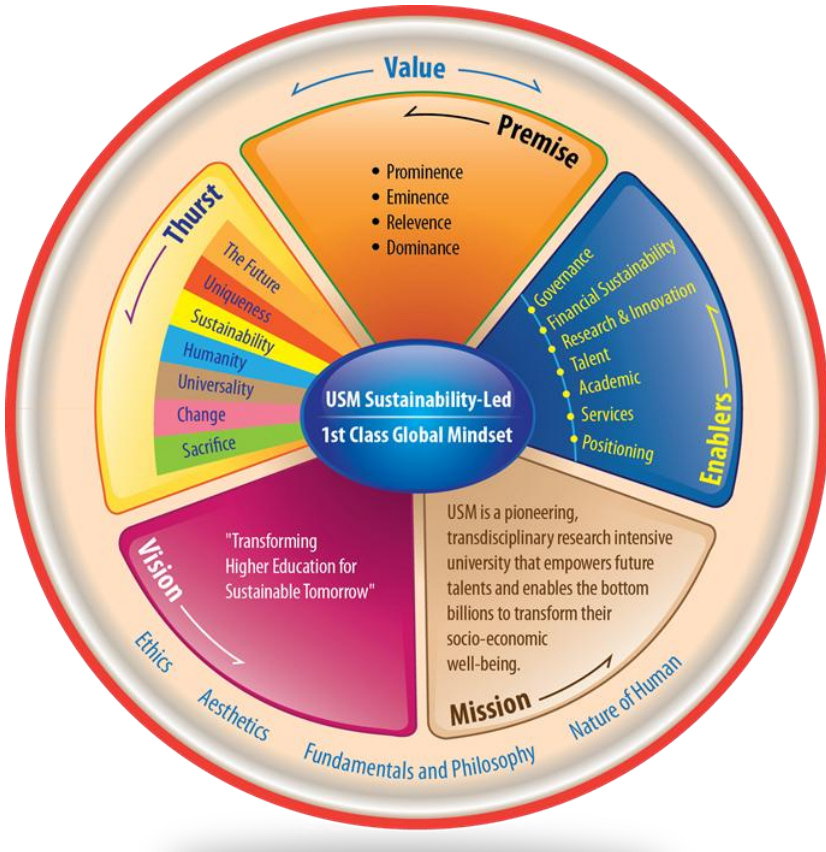 Value
Premise
• Prominence
• Eminence
• Relevence
• Dominance
Thurst
The Future
Uniqueness
Sustainability
Humanity
Universality
Change
Sacrifice
Governance
Financial Sustainability
Research & Innovation
Talent
Academic
Services
Positioning
Enablers
USM Sustainability-Led
1st Class Global Mindset
Vision
"Transforming
Higher Education for
Sustainable Tomorrow"
USM is a pioneering,
transdisciplinary research intensive
university that empowers future
talents and enables the bottom
billions to transform their
socio-economic
well-being.
Mission
Ethics
Aesthetics
Fundamentals and Philosophy
Nature of Human